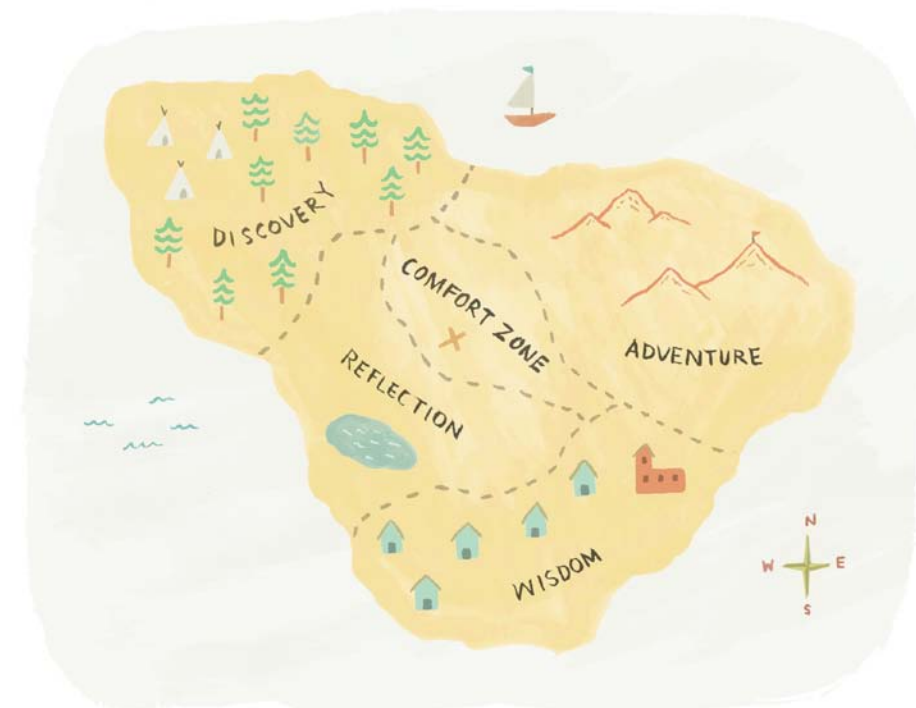 DISCOVERY
COMFORT ZONE
ADVENTURE
REFLECTION
WISDOM
N
W
E
S